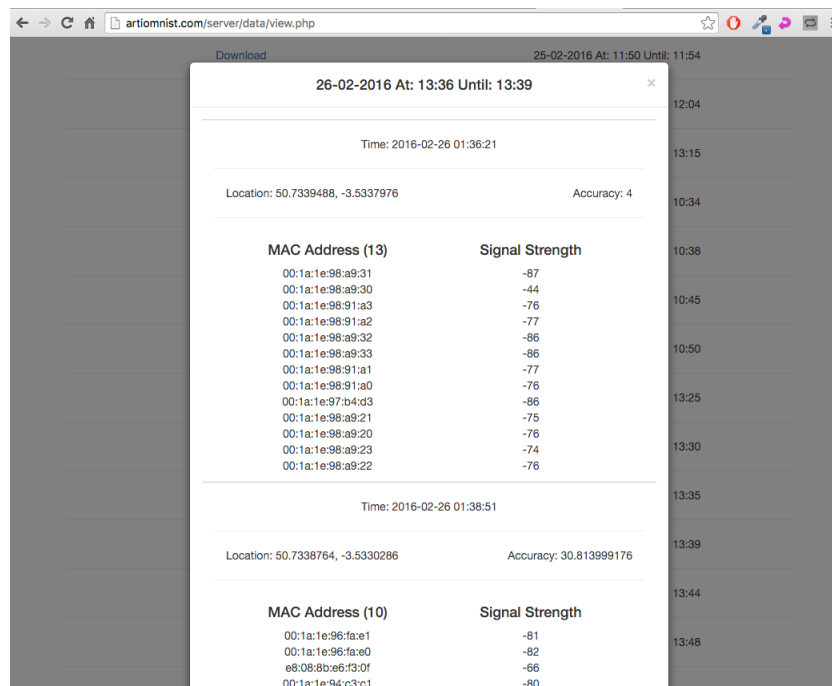 artiomnist.com/server/data/view.php
Download 25-02-2016 At: 11:50 Until: 11:54
26-02-2016 At: 13:36 Until: 13:39 ×
12:04
Time: 2016-02-26 01:36:21
13:15
Location: 50.7339488, -3.5337976 Accuracy: 4
10:34
MAC Address (13) Signal Strength
10:38
00:1a:1e:98:a9:31 -87
00:1a:1e:98:a9:30 -44
10:45
00:1a:1e:98:91:a3 -76
00:1a:1e:98:91:a2 -77
00:1a:1e:98:a9:32 -86
10:50
00:1a:1e:98:a9:33 -86
00:1a:1e:98:91:a1 -77
00:1a:1e:98:91:a0 -76
13:25
00:1a:1e:97:b4:d3 -86
00:1a:1e:98:a9:21 -75
00:1a:1e:98:a9:20 -76
13:30
00:1a:1e:98:a9:23 -74
00:1a:1e:98:a9:22 -76
13:35
Time: 2016-02-26 01:38:51
13:39
Location: 50.7338764, -3.5330286 Accuracy: 30.813999176
13:44
MAC Address (10) Signal Strength
00:1a:1e:96:fa:e1 -81
13:48
00:1a:1e:96:fa:e0 -82
e8:08:8b:e6:f3:0f -66
00:1a:1e:94:c3:c1 -80